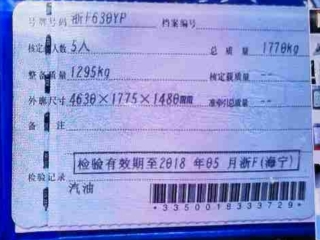 号牌号码 浙F630YP 档案编号
核定载人数 5人 总质量 1770kg
整备质量 1295kg 核定载质量 --
外廓尺寸 4630×1775×1480mm 准牵引总质量 --
备注
检验有效期至2018年05月浙F(海宁)
检验记录
汽油
*3350018333729*